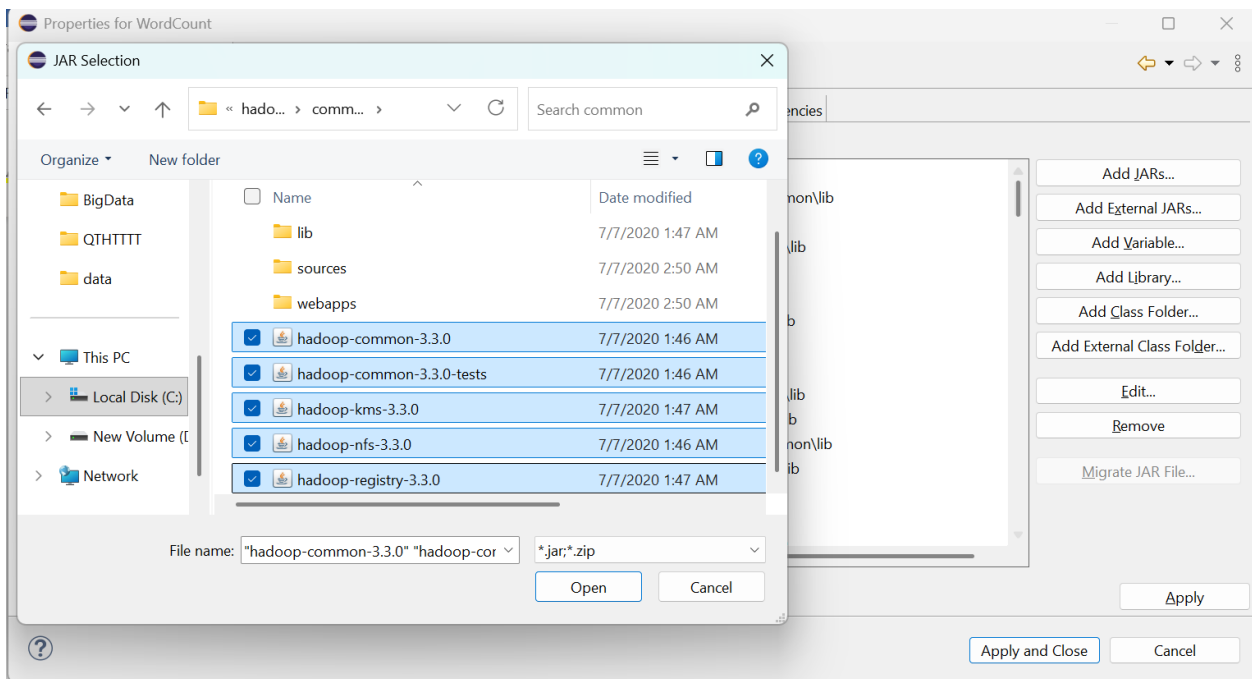 Properties for WordCount
JAR Selection
« hado... › comm... ›
Search common
Organize
New folder
BigData
QTHTTT
data
This PC
Local Disk (C:)
New Volume (
Network
Name
Date modified
lib
7/7/2020 1:47 AM
sources
7/7/2020 2:50 AM
webapps
7/7/2020 2:50 AM
hadoop-common-3.3.0
7/7/2020 1:46 AM
hadoop-common-3.3.0-tests
7/7/2020 1:46 AM
hadoop-kms-3.3.0
7/7/2020 1:47 AM
hadoop-nfs-3.3.0
7/7/2020 1:46 AM
hadoop-registry-3.3.0
7/7/2020 1:47 AM
File name:
"hadoop-common-3.3.0" "hadoop-cor
*.jar;*.zip
Open
Cancel
encies
non\lib
\lib
b
\lib
b
non\lib
ib
Add JARs...
Add External JARs...
Add Variable...
Add Library...
Add Class Folder...
Add External Class Folder...
Edit...
Remove
Migrate JAR File...
Apply
Apply and Close
Cancel